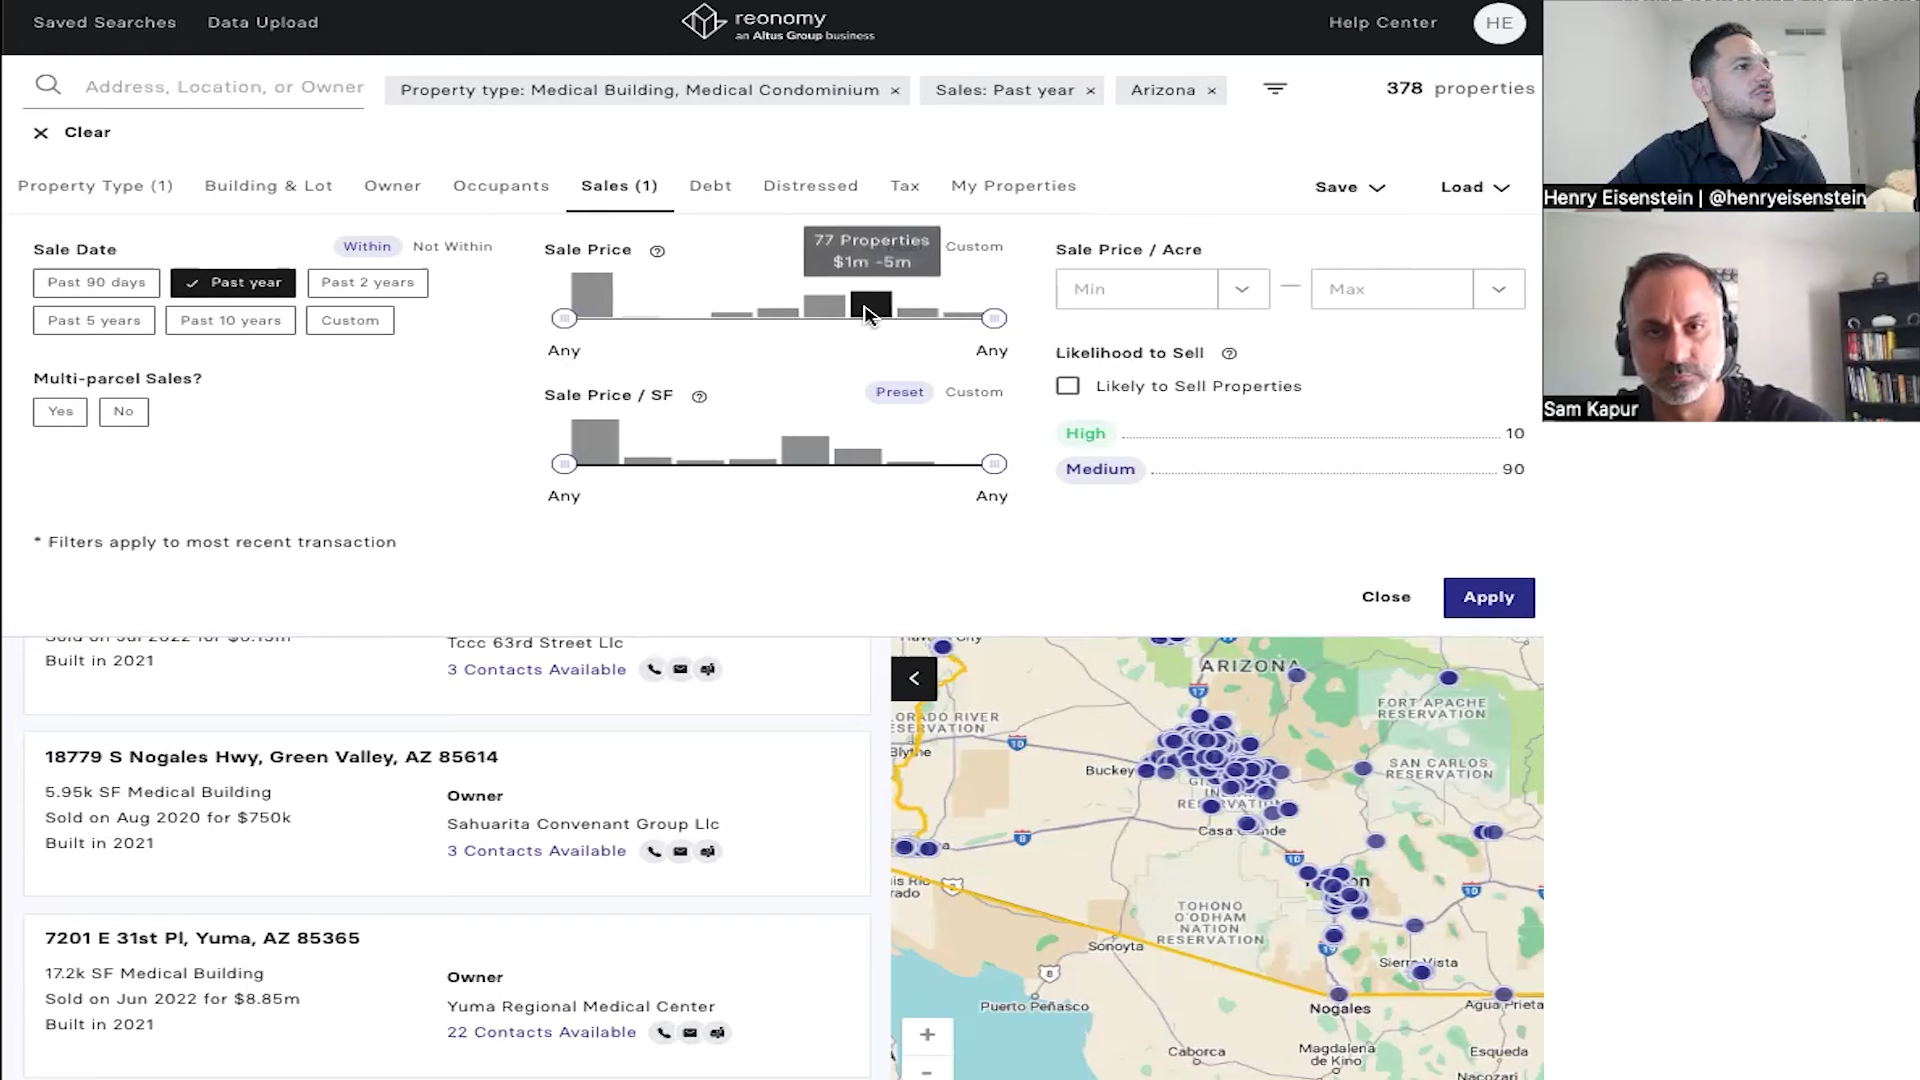 Saved Searches
Data Upload
reonomy
an Altus Group business
Help Center
HE
Address, Location, or Owner
Property type: Medical Building, Medical Condominium ×
Sales: Past year ×
Arizona ×
378 properties
× Clear
Property Type (1)
Building & Lot
Owner
Occupants
Sales (1)
Debt
Distressed
Tax
My Properties
Save
Load
Sale Date
Within
Not Within
Past 90 days
Past year
Past 2 years
Past 5 years
Past 10 years
Custom
Multi-parcel Sales?
Yes
No
Sale Price
Custom
77 Properties
$1m -5m
Any
Any
Sale Price / SF
Preset
Custom
Any
Any
Sale Price / Acre
Min
Max
Likelihood to Sell
Likely to Sell Properties
High 10
Medium 90
* Filters apply to most recent transaction
Close
Apply
Henry Eisenstein | @henryeisenstein
Sam Kapur
Built in 2021
Tccc 63rd Street Llc
3 Contacts Available
18779 S Nogales Hwy, Green Valley, AZ 85614
5.95k SF Medical Building
Sold on Aug 2020 for $750k
Built in 2021
Owner
Sahuarita Convenant Group Llc
3 Contacts Available
7201 E 31st Pl, Yuma, AZ 85365
17.2k SF Medical Building
Sold on Jun 2022 for $8.85m
Built in 2021
Owner
Yuma Regional Medical Center
22 Contacts Available
ARIZONA
17
FORT APACHE
RESERVATION
10
Blythe
Buckey
SAN CARLOS
RESERVATION
8
10
10
TOHONO
O'ODHAM
NATION
RESERVATION
2
Sonoyta
8
Puerto Peñasco
19
Nogales
Agua Prieta
Caborca
Magdalena
de Kino
Esqueda
Nacozari
+
-